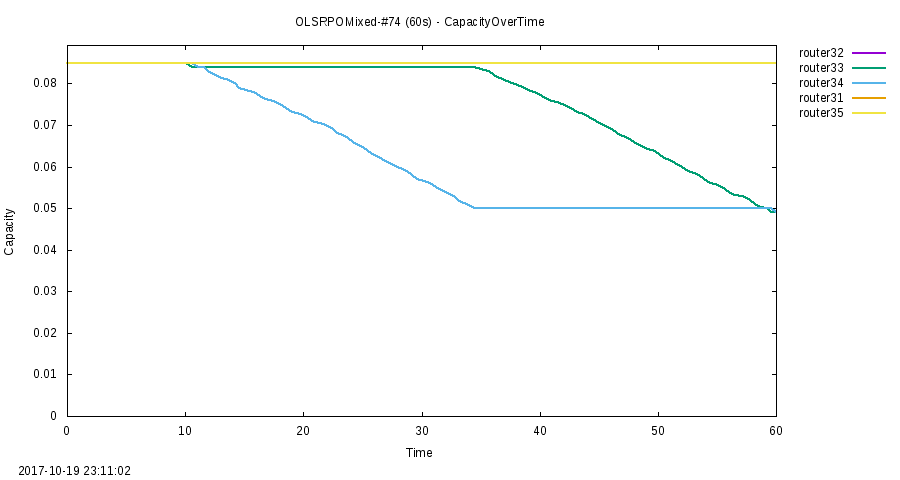 OLSRPOMixed-#74 (60s) - CapacityOverTime
router32
router33
router34
router31
router35
0.08
0.07
0.06
0.05
0.04
0.03
0.02
0.01
0
Capacity
0 10 20 30 40 50 60
Time
2017-10-19 23:11:02